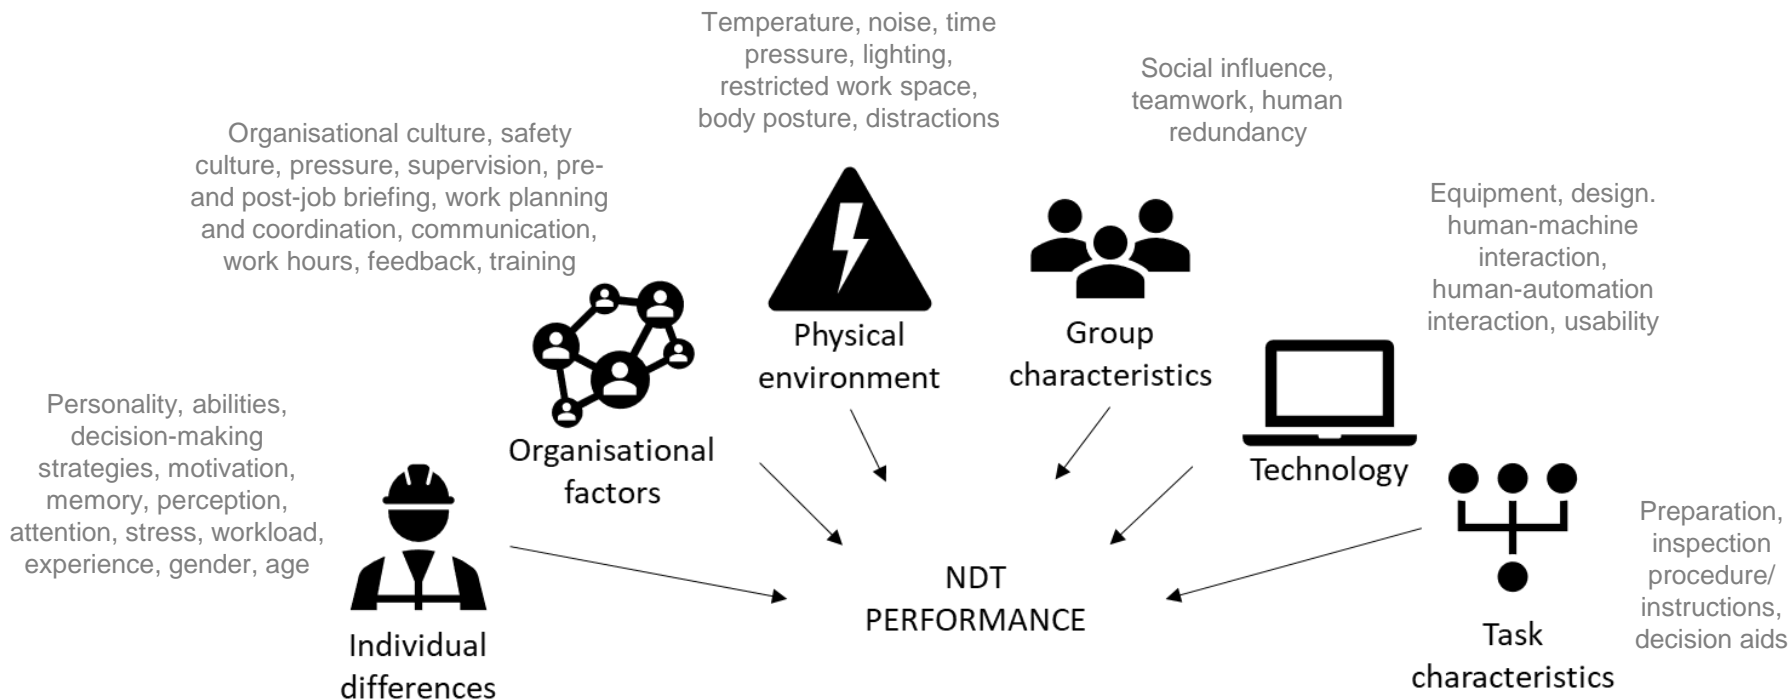 Temperature, noise, time
pressure, lighting,
restricted work space,
body posture, distractions
Social influence,
teamwork, human
redundancy
Organisational culture, safety
culture, pressure, supervision, pre-
and post-job briefing, work planning
and coordination, communication,
work hours, feedback, training
Equipment, design.
human-machine
interaction,
human-automation
interaction, usability
Physical
environment
Group
characteristics
Personality, abilities,
decision-making
strategies, motivation,
memory, perception,
attention, stress, workload,
experience, gender, age
Organisational
factors
Technology
Preparation,
inspection
procedure/
instructions,
decision aids
NDT
PERFORMANCE
Individual
differences
Task
characteristics